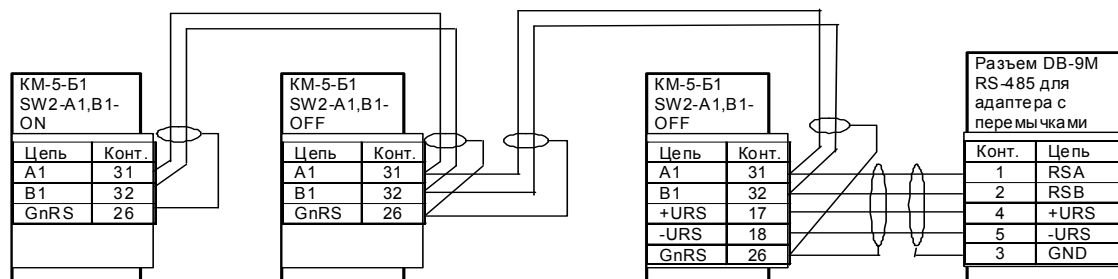 КМ-5-Б1
SW2-A1,B1-
ON
Цепь Конт.
A1 31
B1 32
GnRS 26
КМ-5-Б1
SW2-A1,B1-
OFF
Цепь Конт.
A1 31
B1 32
GnRS 26
КМ-5-Б1
SW2-A1,B1-
OFF
Цепь Конт.
A1 31
B1 32
+URS 17
-URS 18
GnRS 26
Разъем DB-9M
RS-485 для
адаптера с
перемычками
Конт. Цепь
1 RSA
2 RSB
4 +URS
5 -URS
3 GND